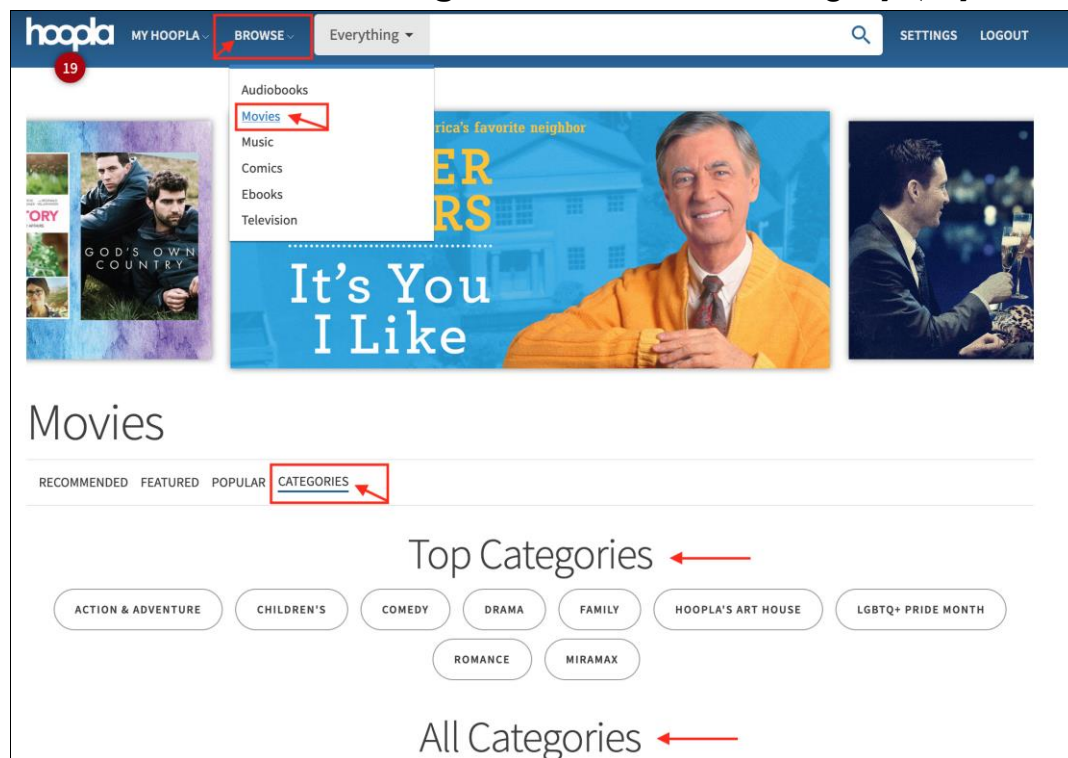 hoopla MY HOOPLA BROWSE Everything SETTINGS LOGOUT
19
Audiobooks
Movies
Music
Comics
Ebooks
Television
rica's favorite neighbor
ER
RS
It's You
I Like
ORY
GOD'S OWN
COUNTRY
Movies
RECOMMENDED FEATURED POPULAR CATEGORIES
Top Categories
ACTION & ADVENTURE CHILDREN'S COMEDY DRAMA FAMILY HOOPLA'S ART HOUSE LGBTQ+ PRIDE MONTH
ROMANCE MIRAMAX
All Categories